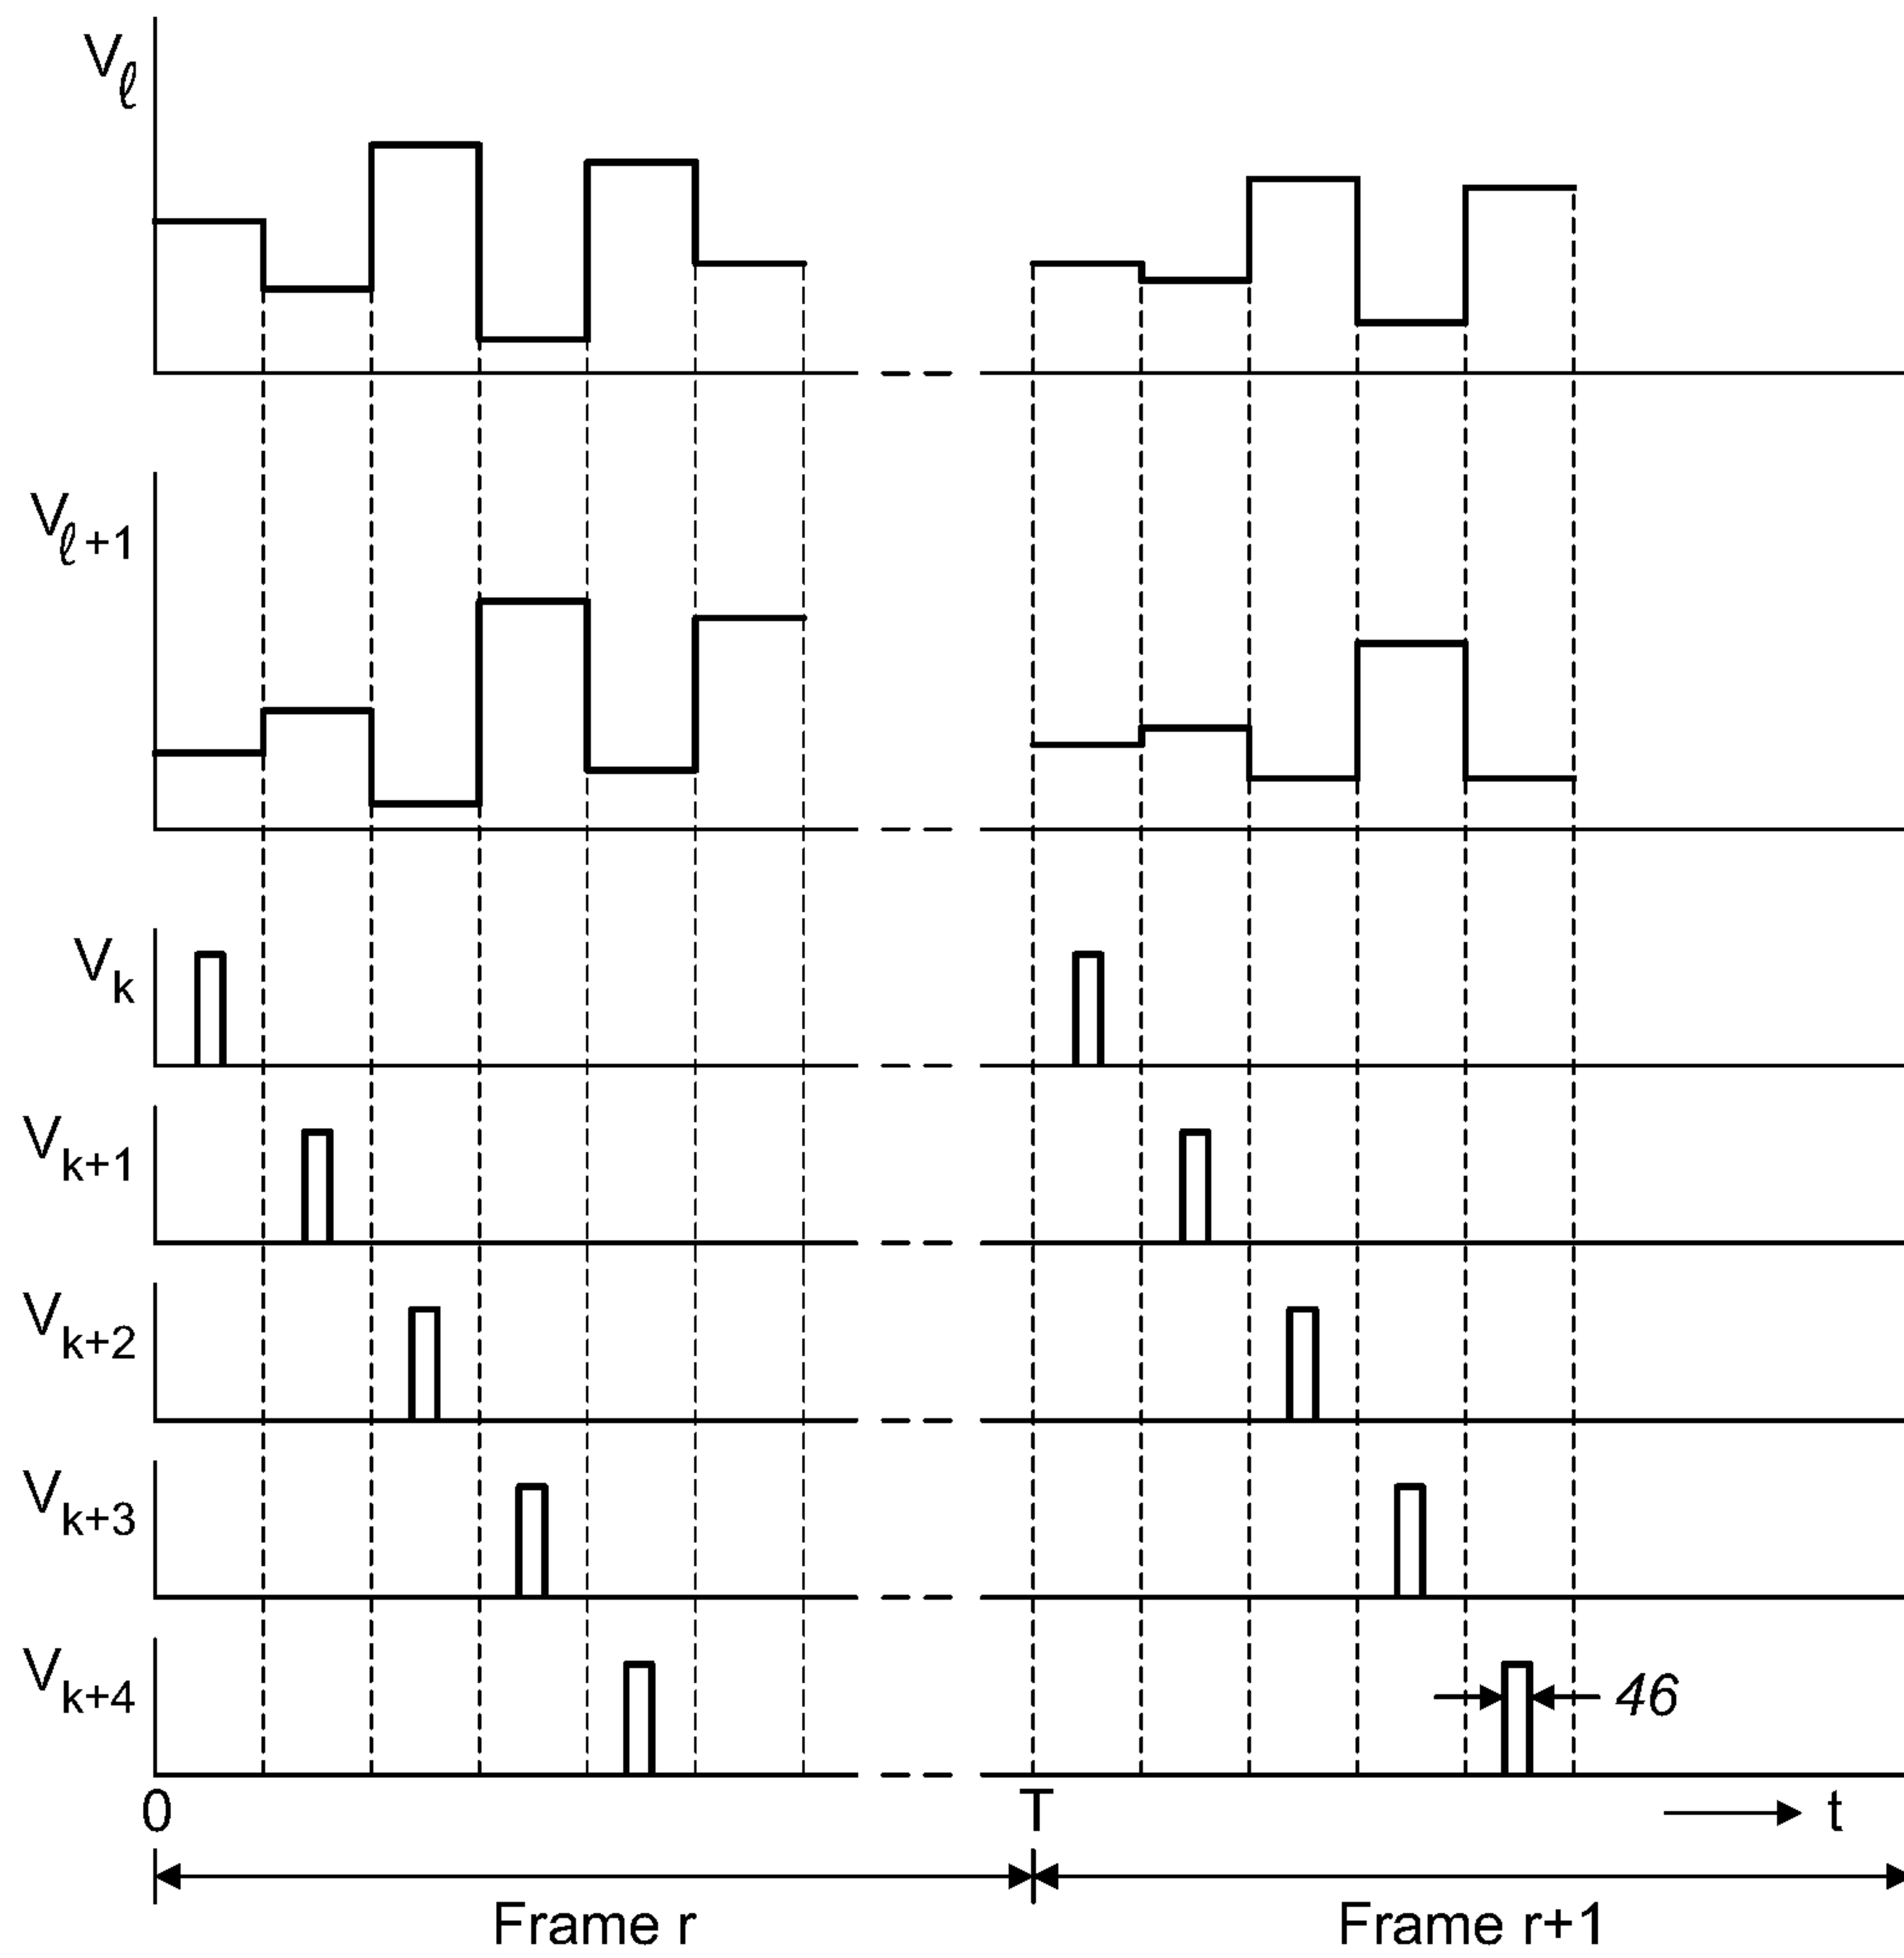 Vℓ
Vℓ+1
Vk
Vk+1
Vk+2
Vk+3
Vk+4
46
0
T
t
Frame r
Frame r+1